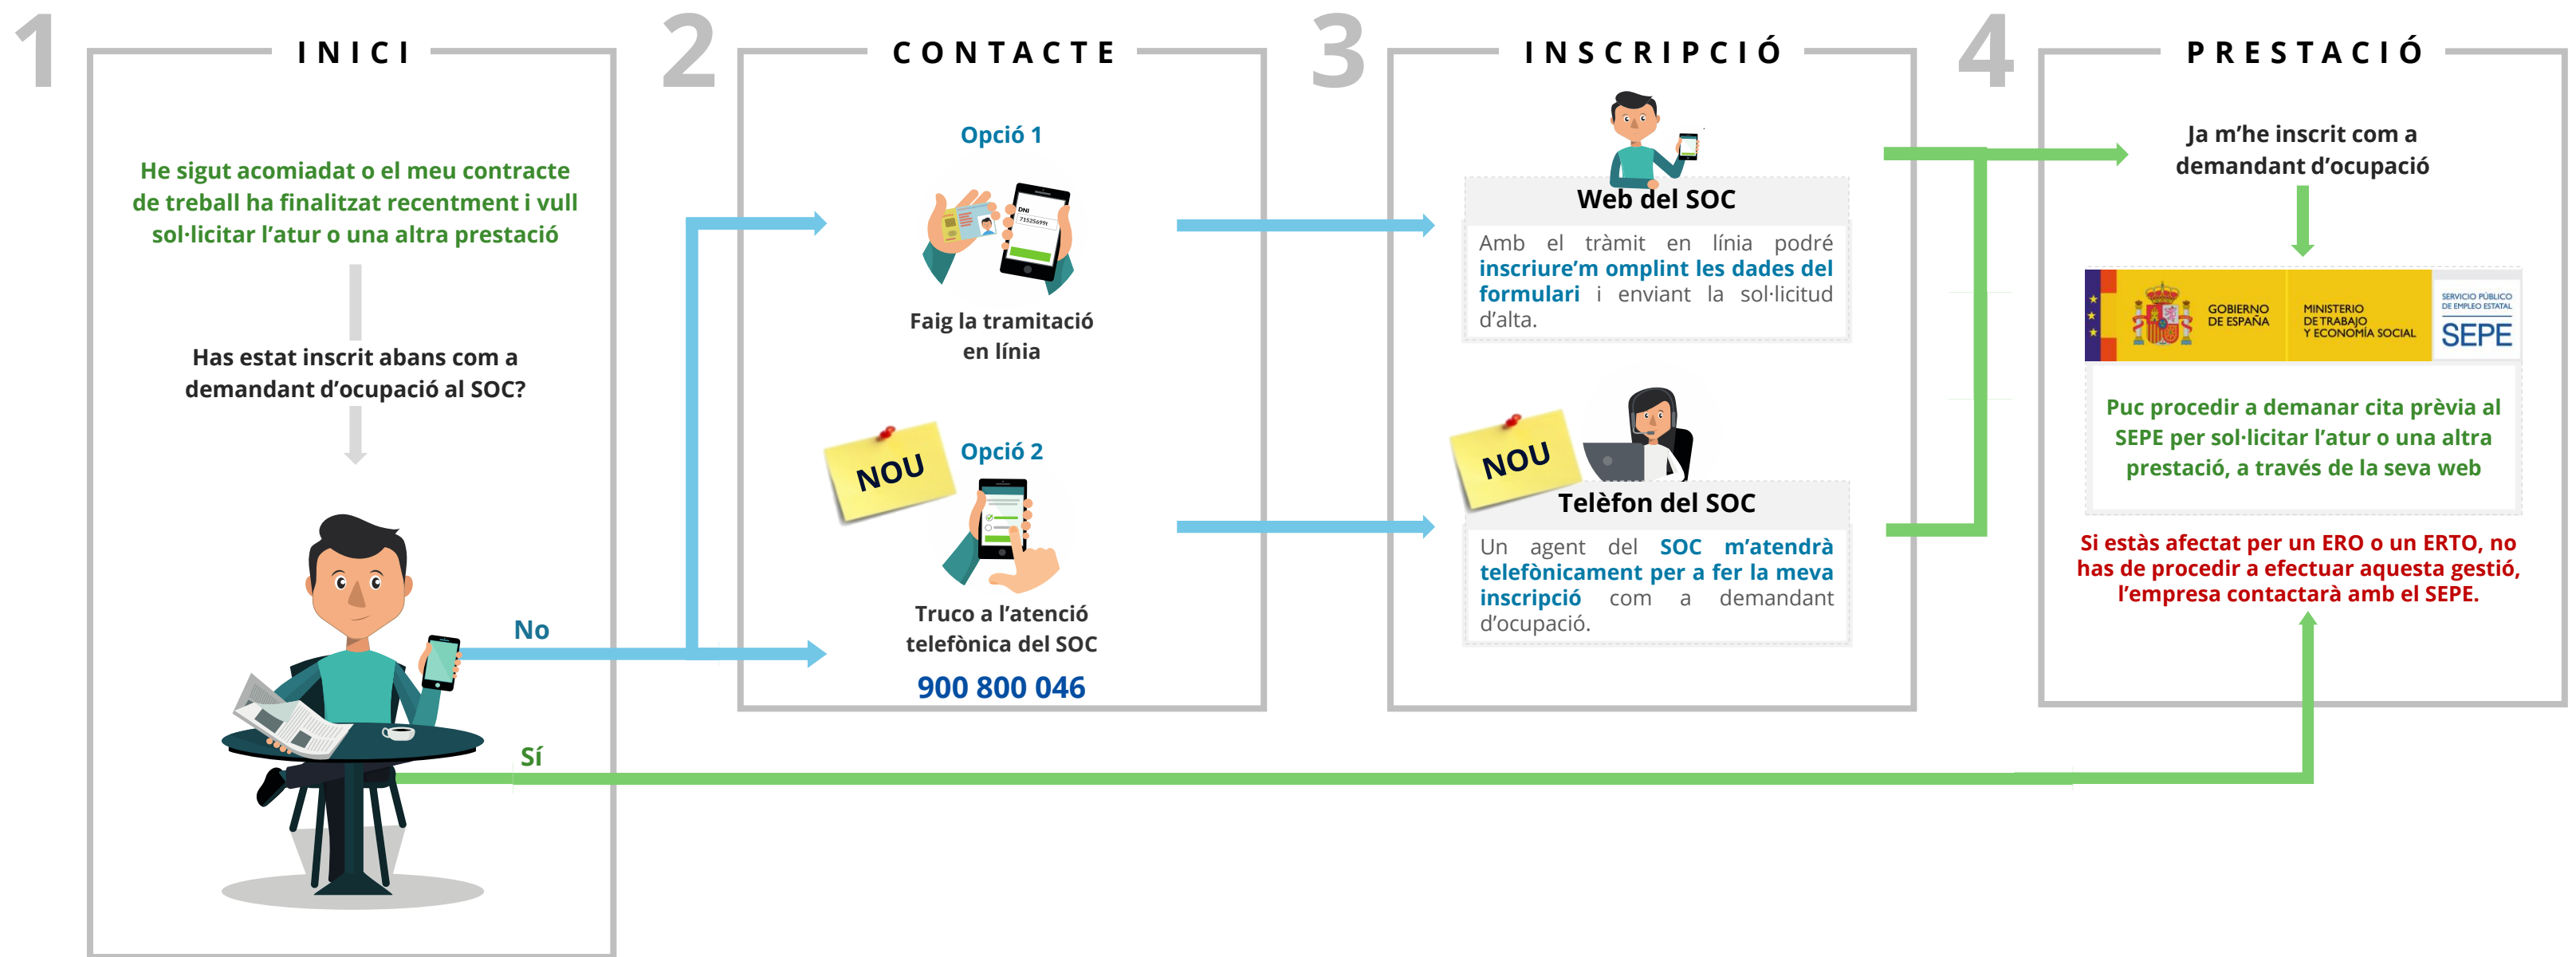 1
INICI
He sigut acomiadat o el meu contracte
de treball ha finalitzat recentment i vull
sol·licitar l'atur o una altra prestació
Has estat inscrit abans com a
demandant d'ocupació al SOC?
No
Sí
2
CONTACTE
Opció 1
DNI
71525699t
Faig la tramitació
en línia
NOU
Opció 2
Truco a l'atenció
telefònica del SOC
900 800 046
3
INSCRIPCIÓ
Web del SOC
Amb el tràmit en línia podré
inscriure'm omplint les dades del
formulari i enviant la sol·licitud
d'alta.
NOU
Telèfon del SOC
Un agent del SOC m'atendrà
telefònicament per a fer la meva
inscripció com a demandant
d'ocupació.
4
PRESTACIÓ
Ja m'he inscrit com a
demandant d'ocupació
GOBIERNO
DE ESPAÑA
MINISTERIO
DE TRABAJO
Y ECONOMÍA SOCIAL
SERVICIO PÚBLICO
DE EMPLEO ESTATAL
SEPE
Puc procedir a demanar cita prèvia al
SEPE per sol·licitar l'atur o una altra
prestació, a través de la seva web
Si estàs afectat per un ERO o un ERTO, no
has de procedir a efectuar aquesta gestió,
l'empresa contactarà amb el SEPE.